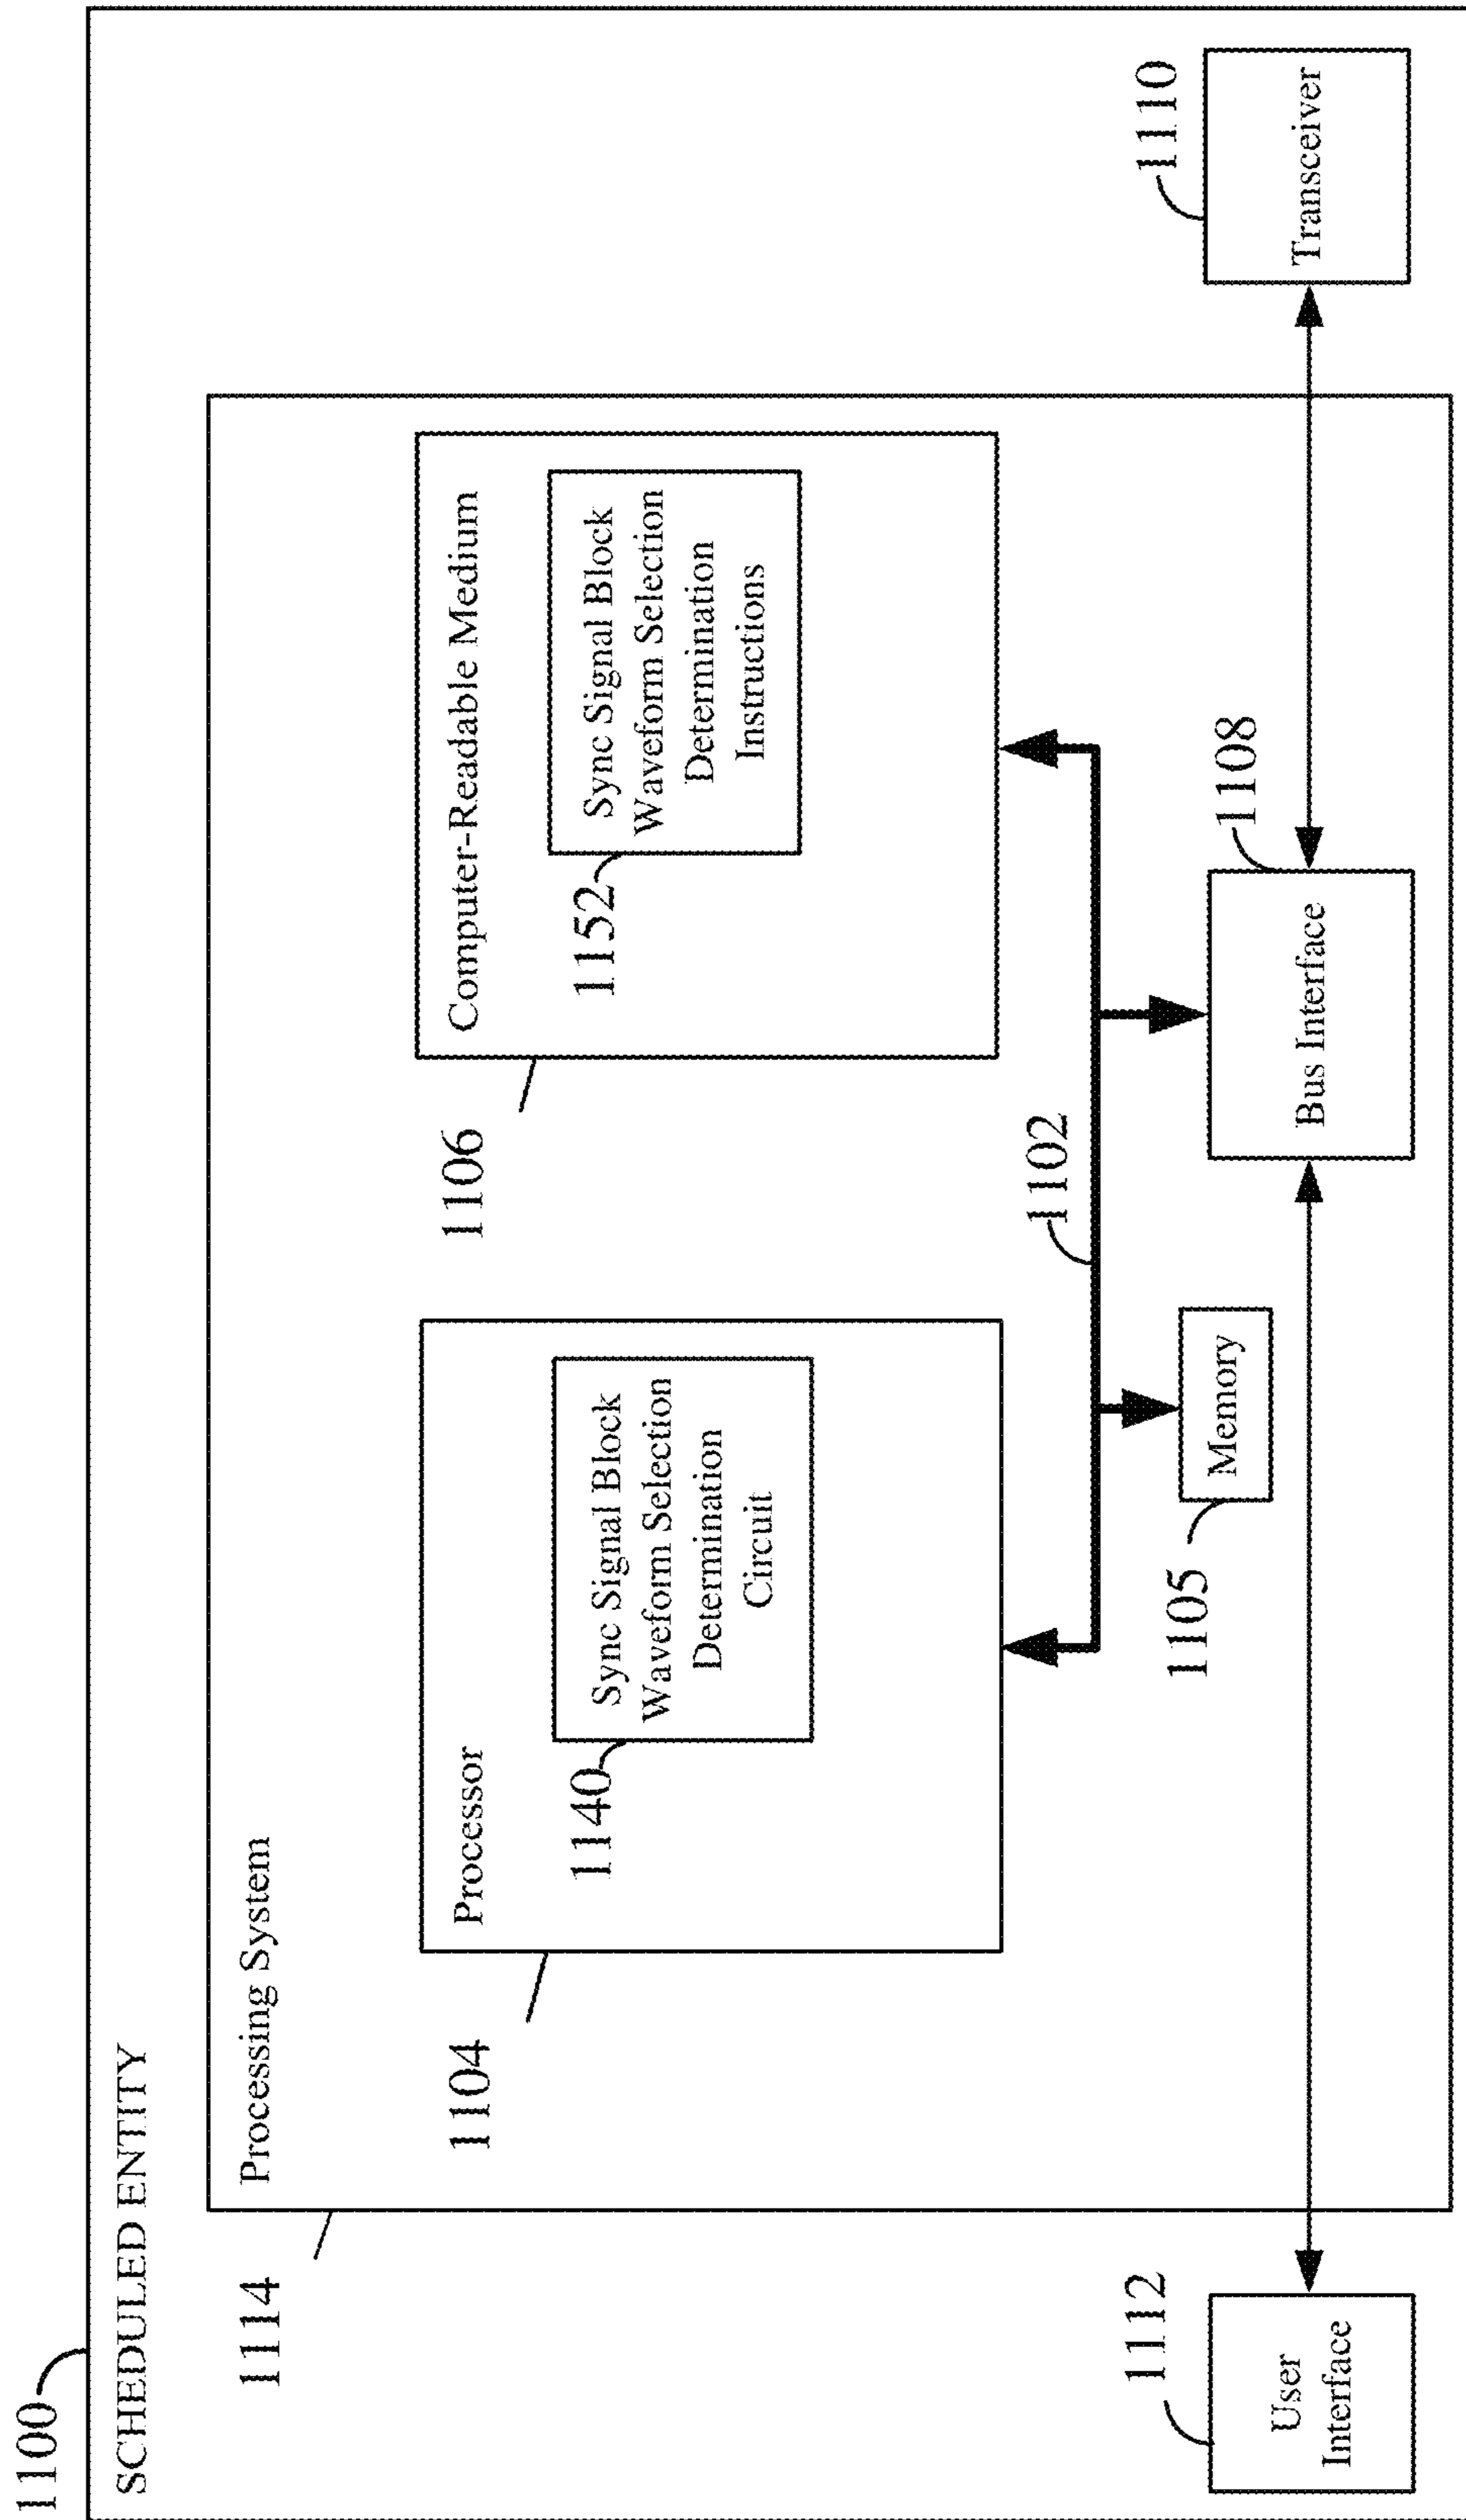 1100
SCHEDULED ENTITY
1114
Processing System
1104
Processor
1140
Sync Signal Block
Waveform Selection
Determination
Circuit
1106
Computer-Readable Medium
1152
Sync Signal Block
Waveform Selection
Determination
Instructions
1102
1105
Memory
1108
Bus Interface
1112
User
Interface
1110
Transceiver